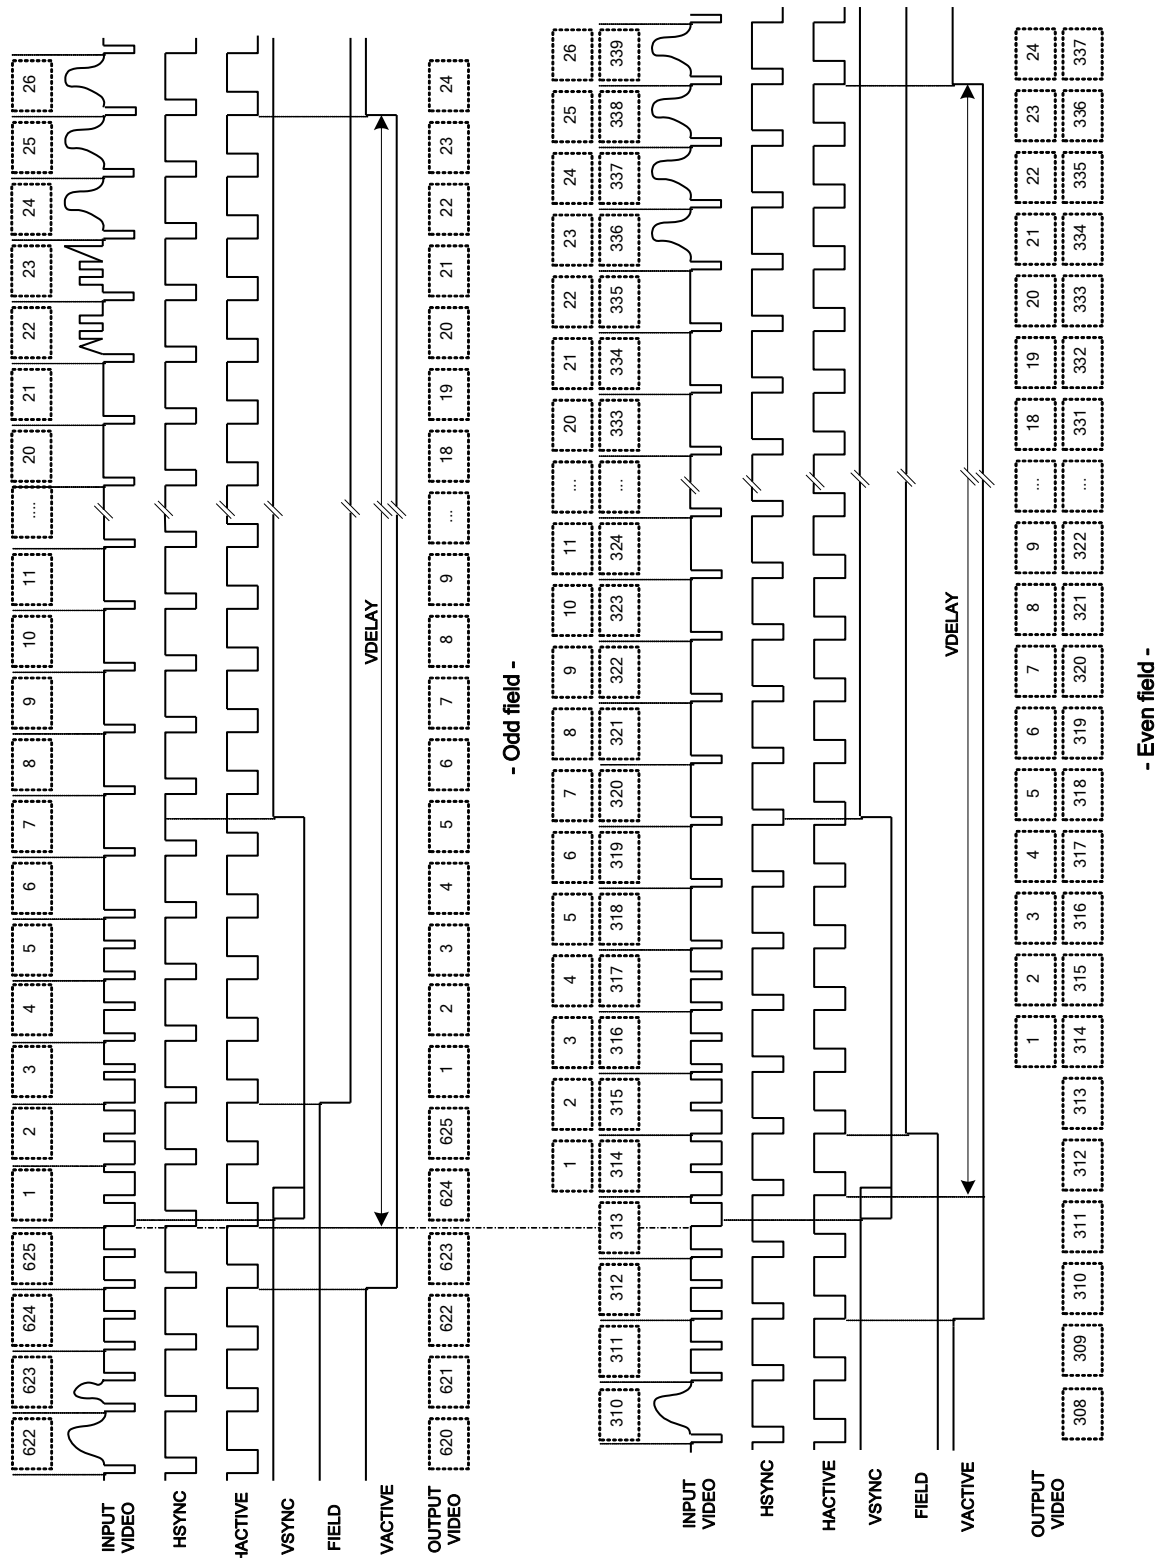 622 623 624 625 1 2 3 4 5 6 7 8 9 10 11 ..... 20 21 22 23 24 25 26
INPUT
VIDEO
HSYNC
HACTIVE
VSYNC
FIELD
VACTIVE
VDELAY
OUTPUT
VIDEO
620 621 622 623 624 625 1 2 3 4 5 6 7 8 9 ... 18 19 20 21 22 23 24
- Odd field -
1 2 3 4 5 6 7 8 9 10 11 ... 20 21 22 23 24 25 26
310 311 312 313 314 315 316 317 318 319 320 321 322 323 324 ... 333 334 335 336 337 338 339
INPUT
VIDEO
HSYNC
HACTIVE
VSYNC
FIELD
VACTIVE
VDELAY
OUTPUT
VIDEO
1 2 3 4 5 6 7 8 9 ... 18 19 20 21 22 23 24
308 309 310 311 312 313 314 315 316 317 318 319 320 321 322 ... 331 332 333 334 335 336 337
- Even field -